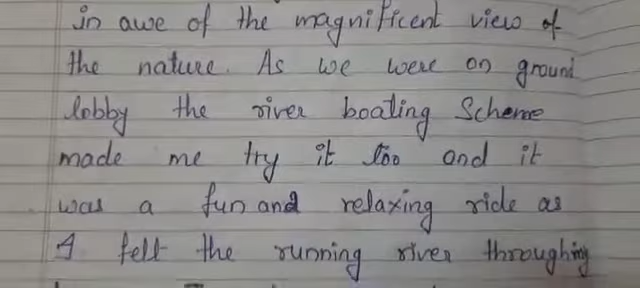 in awe of the magnificent view of
the nature. As we were on ground
lobby the river boating Scheme
made me try it too and it
was a fun and relaxing ride as
I felt the running river throughing